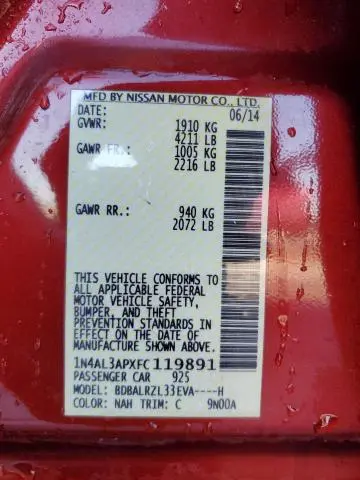 MFD BY NISSAN MOTOR CO., LTD.
DATE: 06/14
GVWR: 1910 KG
4211 LB
GAWR FR.: 1005 KG
2216 LB
GAWR RR.: 940 KG
2072 LB
THIS VEHICLE CONFORMS TO
ALL APPLICABLE FEDERAL
MOTOR VEHICLE SAFETY,
BUMPER, AND THEFT
PREVENTION STANDARDS IN
EFFECT ON THE DATE OF
MANUFACTURE SHOWN ABOVE.
1N4AL3APXFC119891
PASSENGER CAR 925
MODEL: BDBALRZL33EVA----H
COLOR: NAH TRIM: C 9N00A